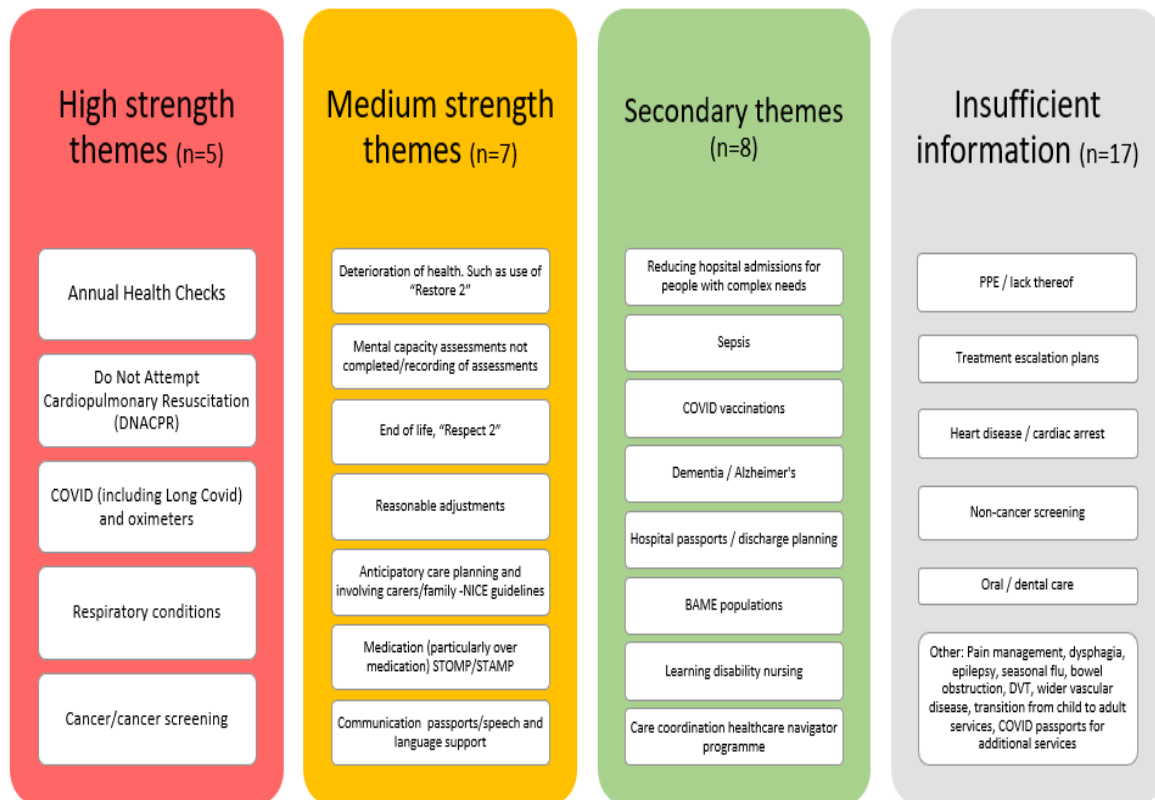 High strength
themes (n=5)
Annual Health Checks
Do Not Attempt
Cardiopulmonary Resuscitation
(DNACPR)
COVID (including Long Covid)
and oximeters
Respiratory conditions
Cancer/cancer screening
Medium strength
themes (n=7)
Deterioration of health. Such as use of
“Restore 2”
Mental capacity assessments not
completed/recording of assessments
End of life, “Respect 2”
Reasonable adjustments
Anticipatory care planning and
involving carers/family -NICE guidelines
Medication (particularly over
medication) STOMP/STAMP
Communication passports/speech and
language support
Secondary themes
(n=8)
Reducing hopsital admissions for
people with complex needs
Sepsis
COVID vaccinations
Dementia / Alzheimer's
Hospital passports / discharge planning
BAME populations
Learning disability nursing
Care coordination healthcare navigator
programme
Insufficient
information (n=17)
PPE / lack thereof
Treatment escalation plans
Heart disease / cardiac arrest
Non-cancer screening
Oral / dental care
Other: Pain management, dysphagia,
epilepsy, seasonal flu, bowel
obstruction, DVT, wider vascular
disease, transition from child to adult
services, COVID passports for
additional services